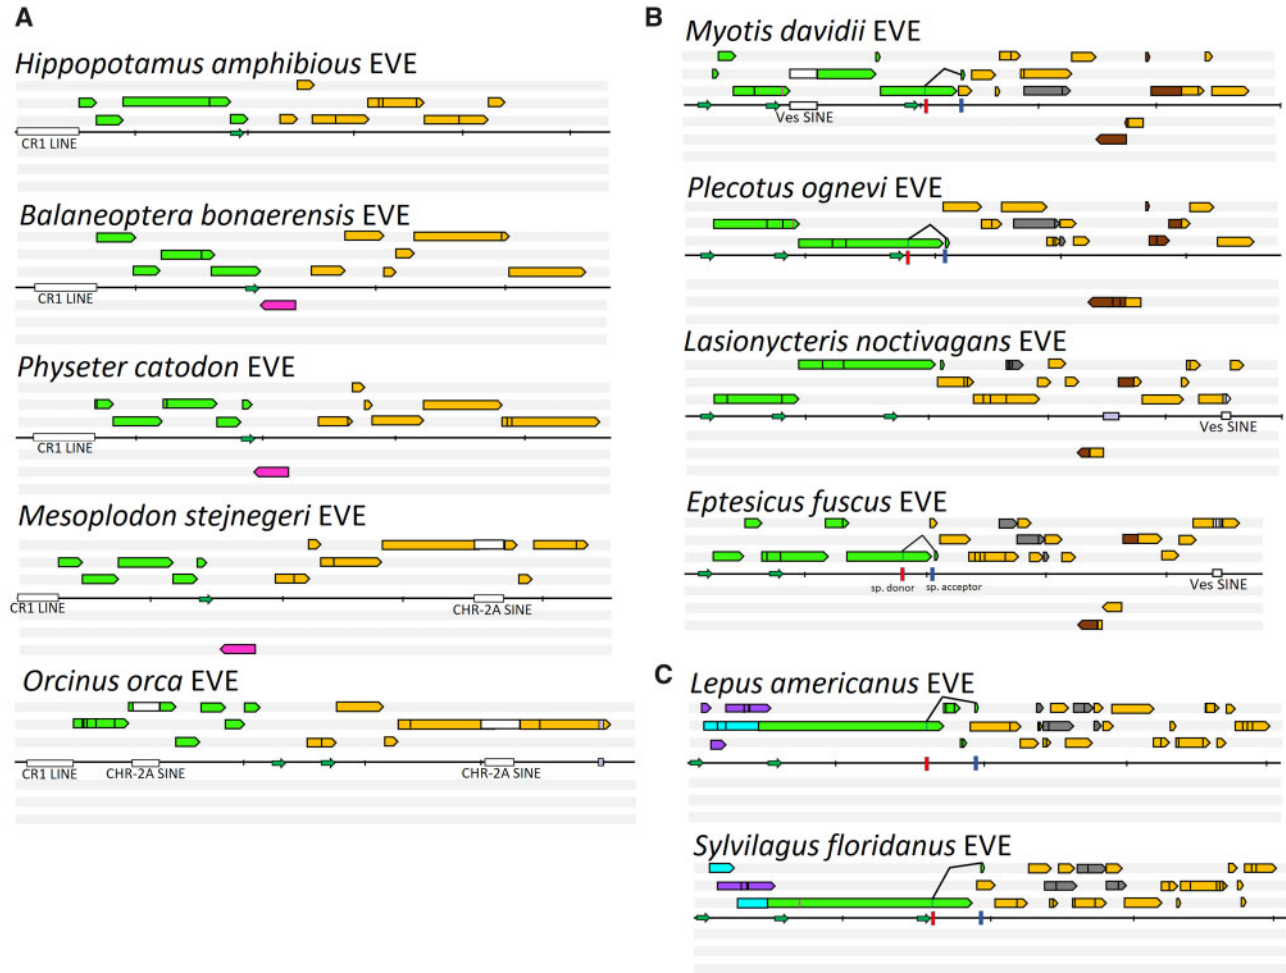 A
Hippopotamus amphibious EVE
CR1 LINE
Balaneoptera bonaerensis EVE
CR1 LINE
Physeter catodon EVE
CR1 LINE
Mesoplodon stejnegeri EVE
CR1 LINE
CHR-2A SINE
Orcinus orca EVE
CR1 LINE
CHR-2A SINE
CHR-2A SINE
B
Myotis davidii EVE
Ves SINE
Plecotus ognevi EVE
Lasionycteris noctivagans EVE
Ves SINE
Eptesicus fuscus EVE
sp. donor
sp. acceptor
Ves SINE
C
Lepus americanus EVE
Sylvilagus floridanus EVE